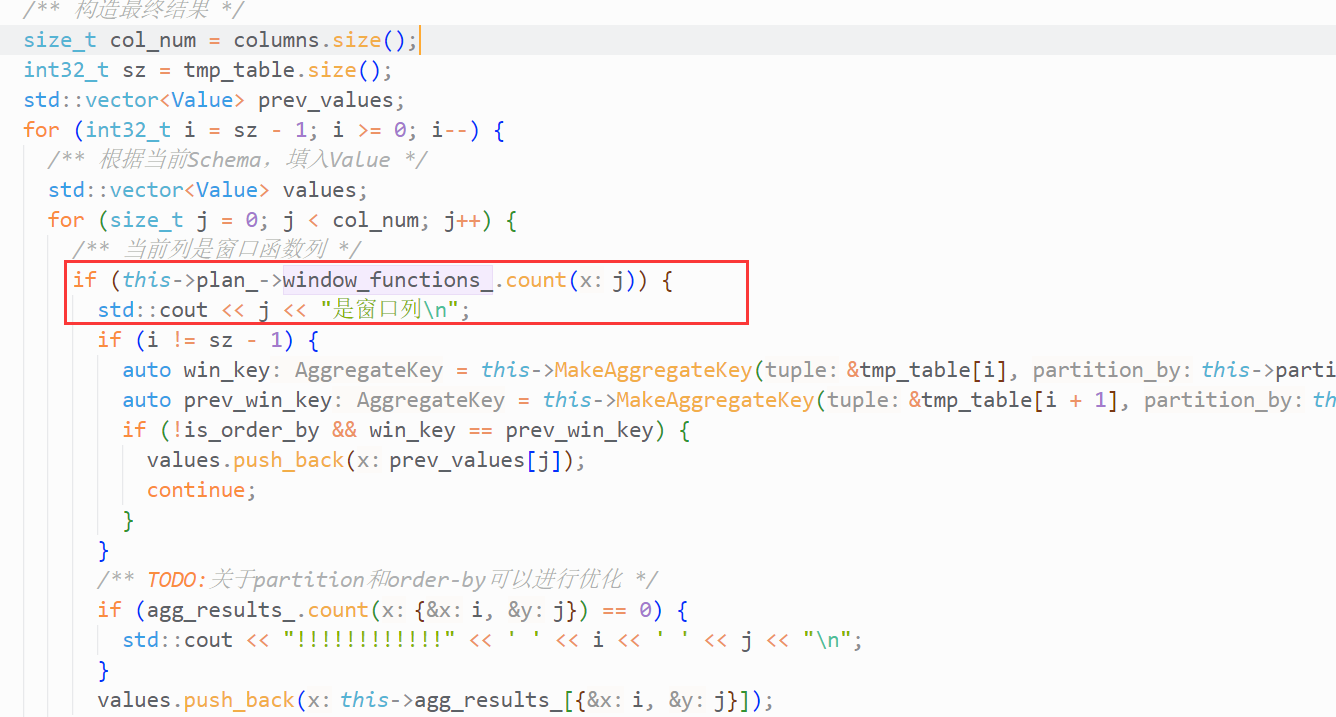 /** 构造最终结果 */
size_t col_num = columns.size();
int32_t sz = tmp_table.size();
std::vector<Value> prev_values;
for (int32_t i = sz - 1; i >= 0; i--) {
/** 根据当前Schema，填入Value */
std::vector<Value> values;
for (size_t j = 0; j < col_num; j++) {
/** 当前列是窗口函数列 */
if (this->plan_->window_functions_.count(x: j)) {
std::cout << j << "是窗口列\n";
if (i != sz - 1) {
auto win_key: AggregateKey = this->MakeAggregateKey(tuple: &tmp_table[i], partition_by: this->parti
auto prev_win_key: AggregateKey = this->MakeAggregateKey(tuple: &tmp_table[i + 1], partition_by: th
if (!is_order_by && win_key == prev_win_key) {
values.push_back(x: prev_values[j]);
continue;
}
}
/** TODO:关于partition和order-by可以进行优化 */
if (agg_results_.count(x: {&x: i, &y: j}) == 0) {
std::cout << "!!!!!!!!!!!!" << ' ' << i << ' ' << j << "\n";
}
values.push_back(x: this->agg_results_[{&x: i, &y: j}]);